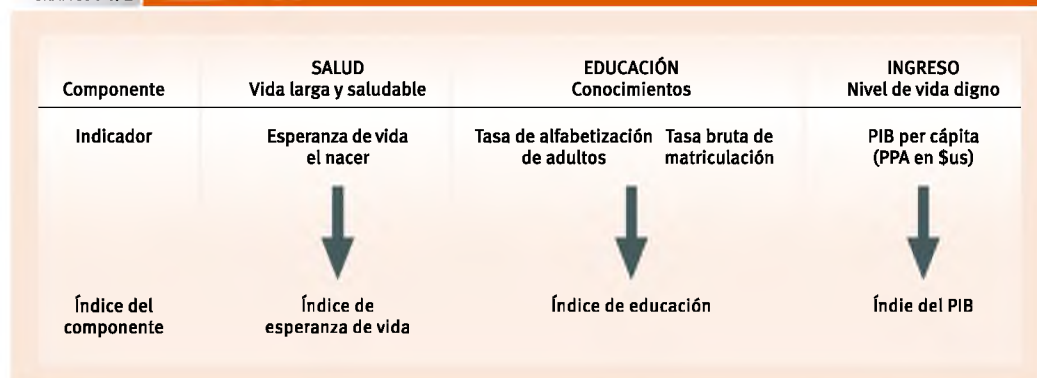 SALUD EDUCACIÓN INGRESO
Componente Vida larga y saludable Conocimientos Nivel de vida digno
Indicador Esperanza de vida Tasa de alfabetización Tasa bruta de PIB per cápita
el nacer de adultos matriculación (PPA en $us)
Índice del Índice de Índice de educación Índie del PIB
componente esperanza de vida